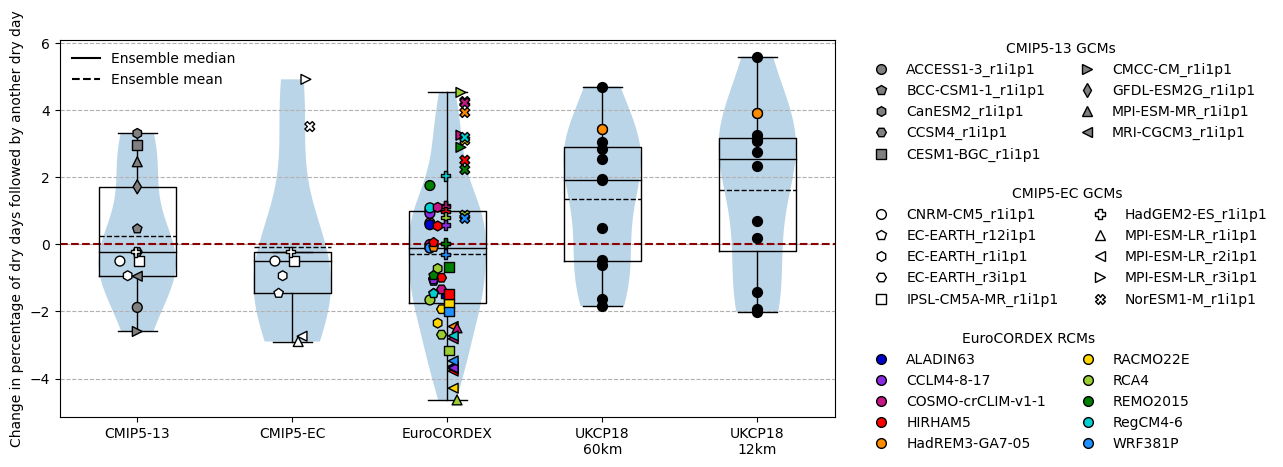 Change in percentage of dry days followed by another dry day
6
4
2
0
−2
−4
Ensemble median
Ensemble mean
CMIP5-13
CMIP5-EC
EuroCORDEX
UKCP18
60km
UKCP18
12km
CMIP5-13 GCMs
ACCESS1-3_r1i1p1
BCC-CSM1-1_r1i1p1
CanESM2_r1i1p1
CCSM4_r1i1p1
CESM1-BGC_r1i1p1
CMCC-CM_r1i1p1
GFDL-ESM2G_r1i1p1
MPI-ESM-MR_r1i1p1
MRI-CGCM3_r1i1p1
CMIP5-EC GCMs
CNRM-CM5_r1i1p1
EC-EARTH_r12i1p1
EC-EARTH_r1i1p1
EC-EARTH_r3i1p1
IPSL-CM5A-MR_r1i1p1
HadGEM2-ES_r1i1p1
MPI-ESM-LR_r1i1p1
MPI-ESM-LR_r2i1p1
MPI-ESM-LR_r3i1p1
NorESM1-M_r1i1p1
EuroCORDEX RCMs
ALADIN63
CCLM4-8-17
COSMO-crCLIM-v1-1
HIRHAM5
HadREM3-GA7-05
RACMO22E
RCA4
REMO2015
RegCM4-6
WRF381P